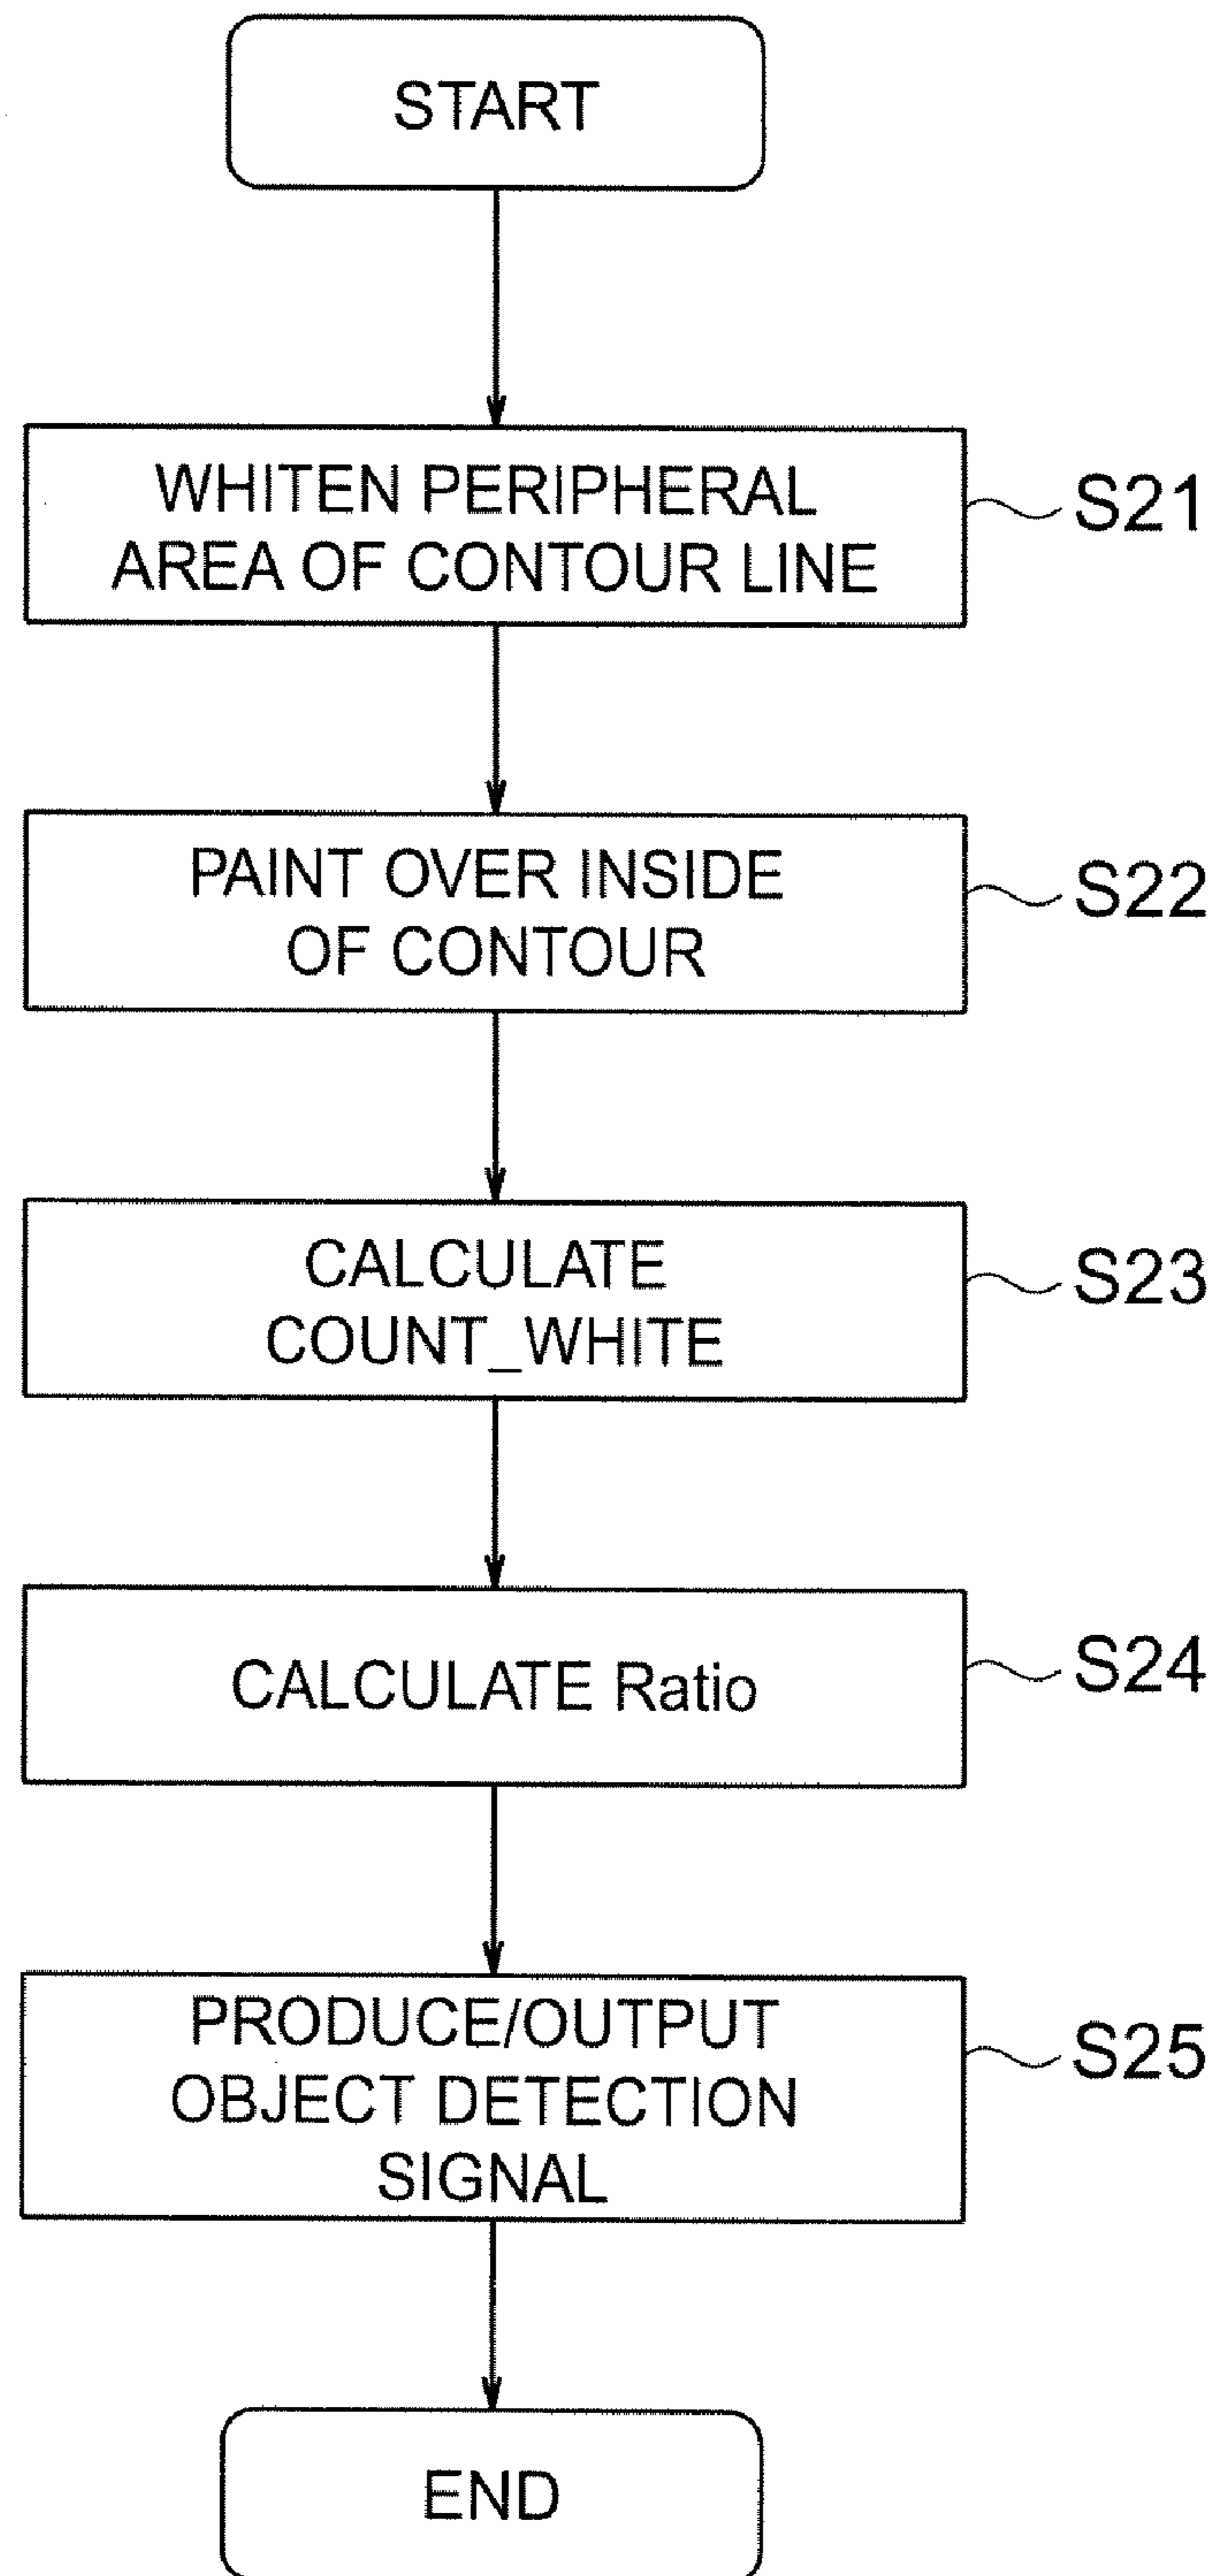 START
WHITEN PERIPHERAL
AREA OF CONTOUR LINE
S21
PAINT OVER INSIDE
OF CONTOUR
S22
CALCULATE
COUNT_WHITE
S23
CALCULATE Ratio
S24
PRODUCE/OUTPUT
OBJECT DETECTION
SIGNAL
S25
END